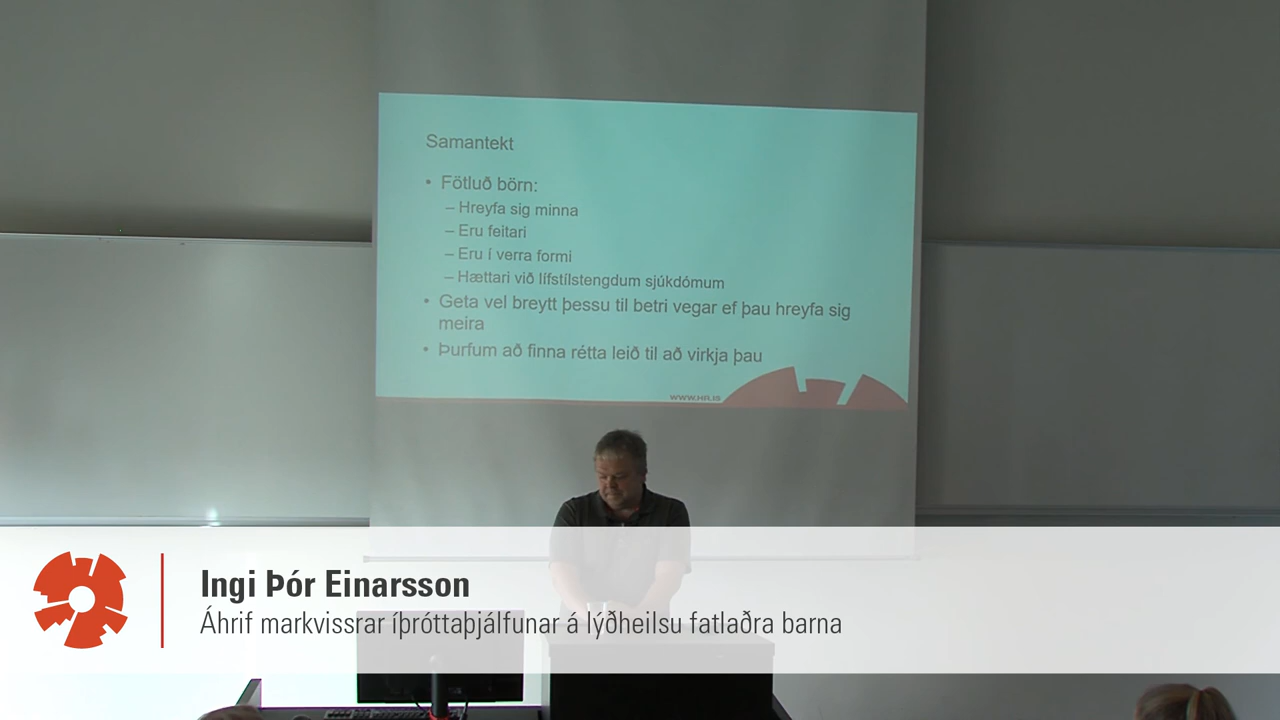 Samantekt
• Fötluð börn:
– Hreyfa sig minna
– Eru feitari
– Eru í verra formi
– Hættari við lífstílstengdum sjúkdómum
• Geta vel breytt þessu til betri vegar ef þau hreyfa sig
meira
• Þurfum að finna rétta leið til að virkja þau
WWW.HR.IS
Ingi Þór Einarsson
Áhrif markvissrar íþróttaþjálfunar á lýðheilsu fatlaðra barna